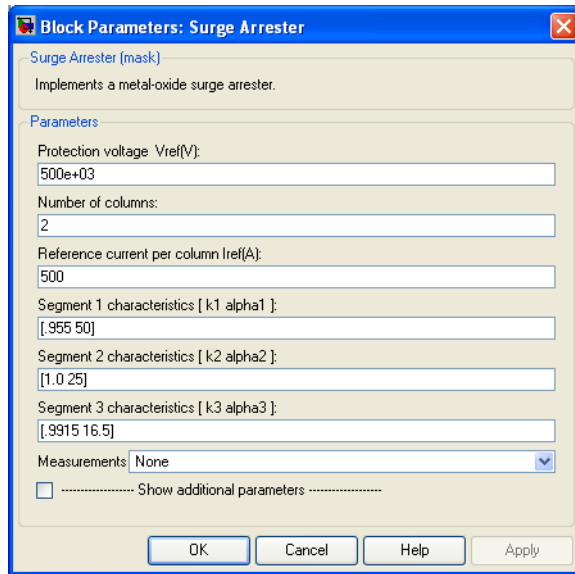 Block Parameters: Surge Arrester
Surge Arrester (mask)
Implements a metal-oxide surge arrester.
Parameters
Protection voltage Vref(V):
500e+03
Number of columns:
2
Reference current per column Iref(A):
500
Segment 1 characteristics [ k1 alpha1 ]:
[.955 50]
Segment 2 characteristics [ k2 alpha2 ]:
[1.0 25]
Segment 3 characteristics [ k3 alpha3 ]:
[.9915 16.5]
Measurements None
------------------ Show additional parameters ------------------
OK Cancel Help Apply